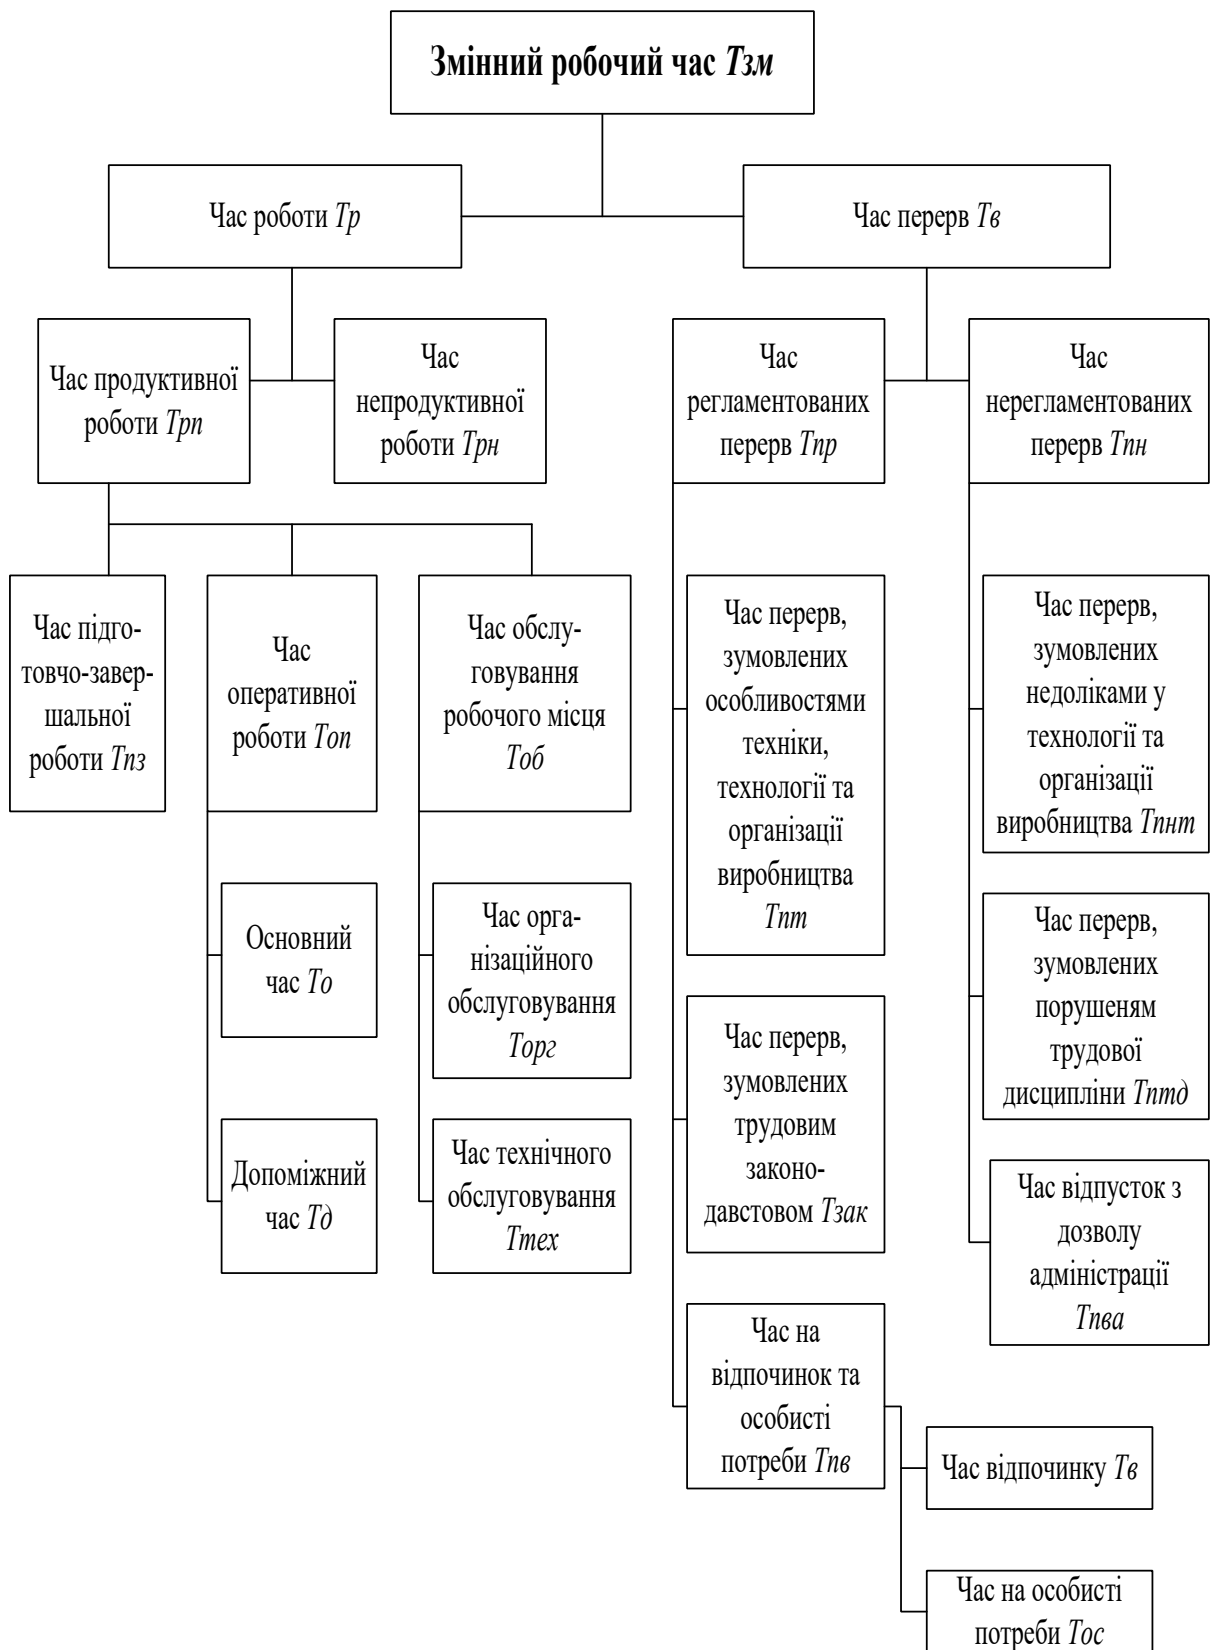 Змінний робочий час Тзм
Час роботи Тр
Час перерв Тв
Час продуктивної
роботи Трп
Час
непродуктивної
роботи Трн
Час
регламентованих
перерв Тпр
Час
нерегламентованих
перерв Тпн
Час підго-
товчо-завер-
шальної
роботи Тпз
Час
оперативної
роботи Топ
Час обслу-
говування
робочого місця
Тоб
Час перерв,
зумовлених
особливостями
техніки,
технології та
організації
виробництва
Тпт
Час перерв,
зумовлених
недоліками у
технології та
організації
виробництва Тпнт
Основний
час То
Час орга-
нізаційного
обслуговування
Торг
Час перерв,
зумовлених
порушеням
трудової
дисципліни Тптд
Час перерв,
зумовлених
трудовим
законо-
давстовом Тзак
Допоміжний
час Тд
Час технічного
обслуговування
Ттех
Час відпусток з
дозволу
адміністрації
Тпва
Час на
відпочинок та
особисті
потреби Тпв
Час відпочинку Тв
Час на особисті
потреби Тос